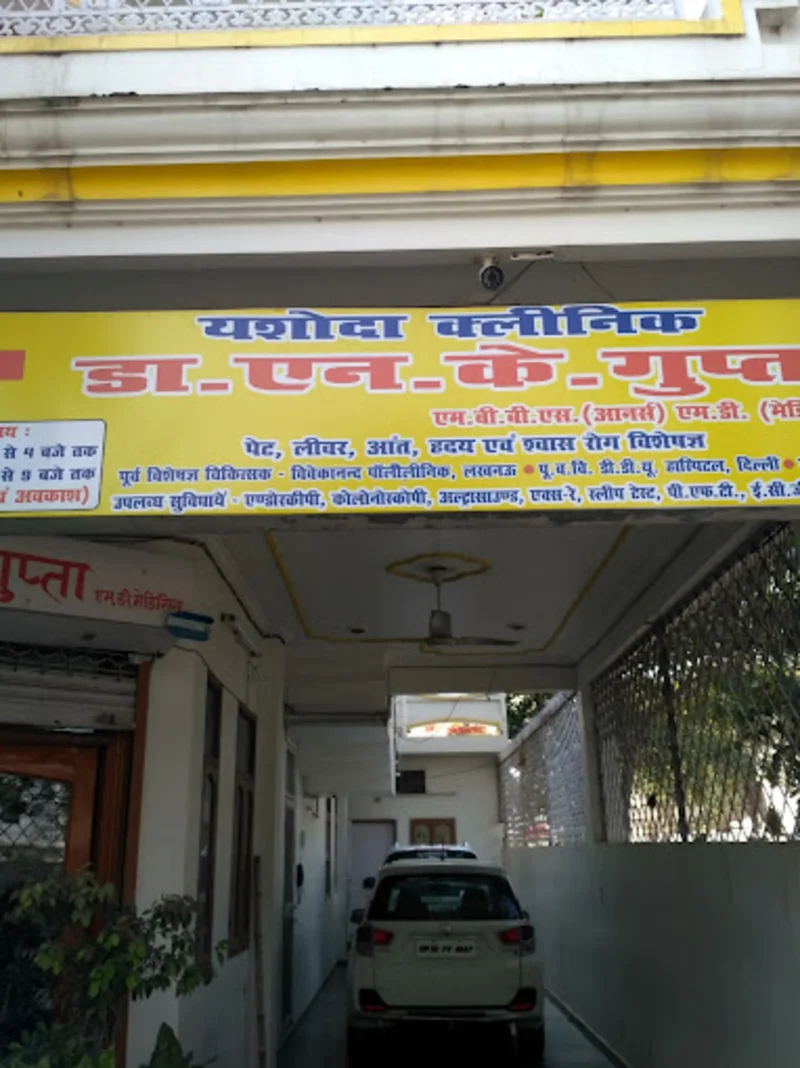 यशोदा क्लीनिक
डा.एन.के.गुप्ता
एम.बी.बी.एस.(आनर्स) एम.डी. (मेडि
पेट, लीवर, आंत, हृदय एवं श्वास रोग विशेषज्ञ
पूर्व विशेषज्ञ चिकित्सक - विवेकानन्द पॉलीलीनिक, लखनऊ • पू.व.वि. डी.डी.यू. हास्पिटल, दिल्ली •
उपलब्ध सुविधायें - एण्डोरकीपी, कोलोनोस्कोपी, अल्ट्रासाउण्ड, एक्स-रे, स्लीप टेस्ट, पी.एफ.टी., ई.सी.जी
य :
से 4 बजे तक
से 9 बजे तक
अवकाश)
गुप्ता एम.डी.मेडिसिन